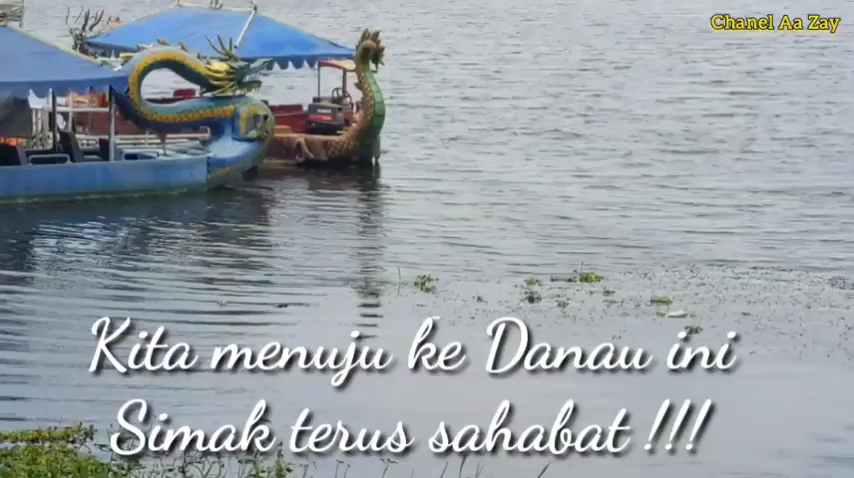 Chanel Aa Zay
Kita menuju ke Danau ini
Simak terus sahabat !!!